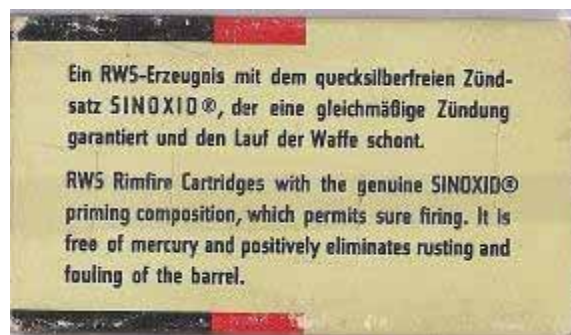 Ein RWS-Erzeugnis mit dem quecksilberfreien Zünd-
satz SINOXID®, der eine gleichmäßige Zündung
garantiert und den Lauf der Waffe schont.
RWS Rimfire Cartridges with the genuine SINOXID®
priming composition, which permits sure firing. It is
free of mercury and positively eliminates rusting and
fouling of the barrel.